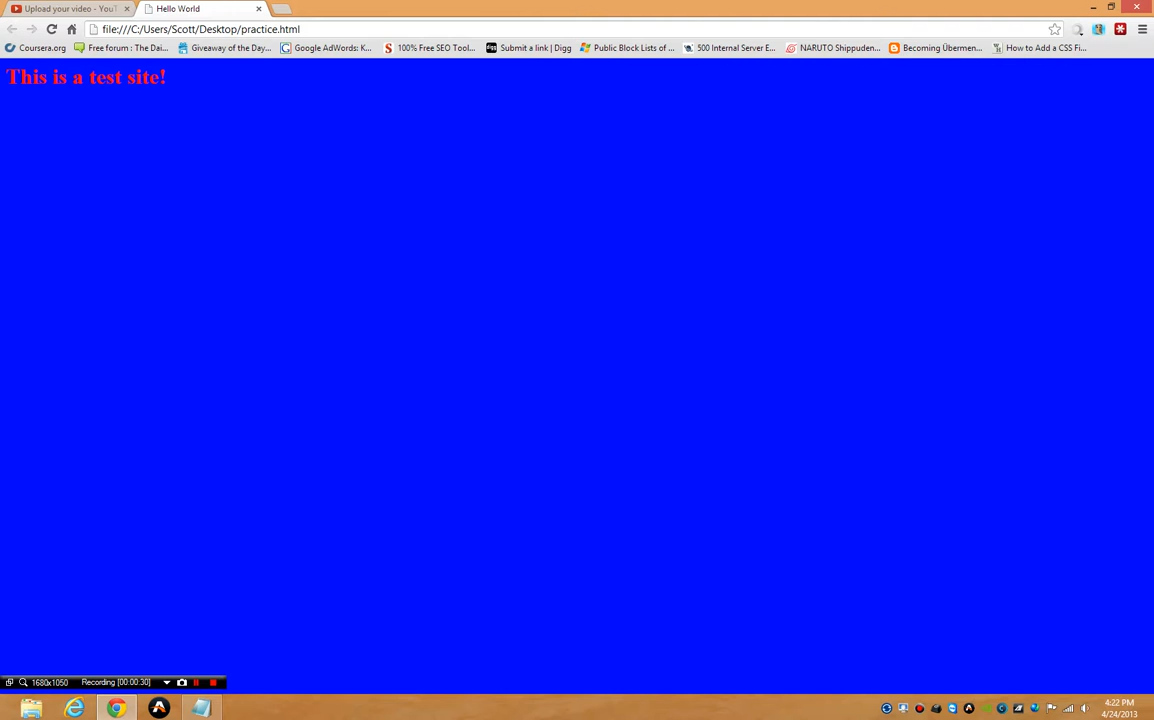 Upload your video - YouT
Hello World
file:///C:/Users/Scott/Desktop/practice.html
Coursera.org
Free forum : The Dai...
Giveaway of the Day...
Google AdWords: K...
100% Free SEO Tool...
Submit a link | Digg
Public Block Lists of ...
500 Internal Server E...
NARUTO Shippuden...
Becoming Übermen...
How to Add a CSS Fi...
This is a test site!
1680x1050 Recording [00:00:30]
4:22 PM
4/24/2013